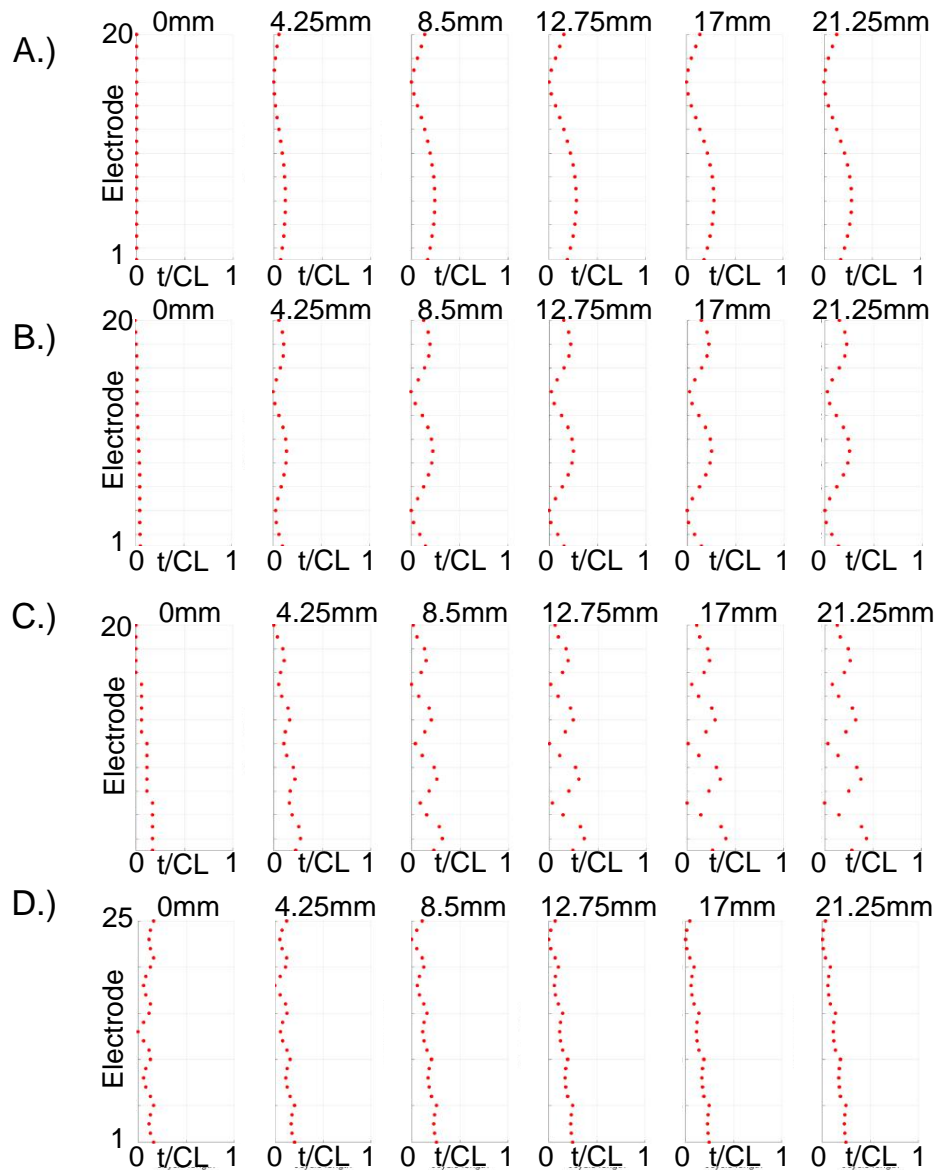 A.)
0mm 4.25mm 8.5mm 12.75mm 17mm 21.25mm
20
Electrode
1
0 t/CL 1 0 t/CL 1 0 t/CL 1 0 t/CL 1 0 t/CL 1 0 t/CL 1
B.)
0mm 4.25mm 8.5mm 12.75mm 17mm 21.25mm
20
Electrode
1
0 t/CL 1 0 t/CL 1 0 t/CL 1 0 t/CL 1 0 t/CL 1 0 t/CL 1
C.)
0mm 4.25mm 8.5mm 12.75mm 17mm 21.25mm
20
Electrode
0 t/CL 1 0 t/CL 1 0 t/CL 1 0 t/CL 1 0 t/CL 1 0 t/CL 1
D.)
0mm 4.25mm 8.5mm 12.75mm 17mm 21.25mm
25
Electrode
1
0 t/CL 1 0 t/CL 1 0 t/CL 1 0 t/CL 1 0 t/CL 1 0 t/CL 1